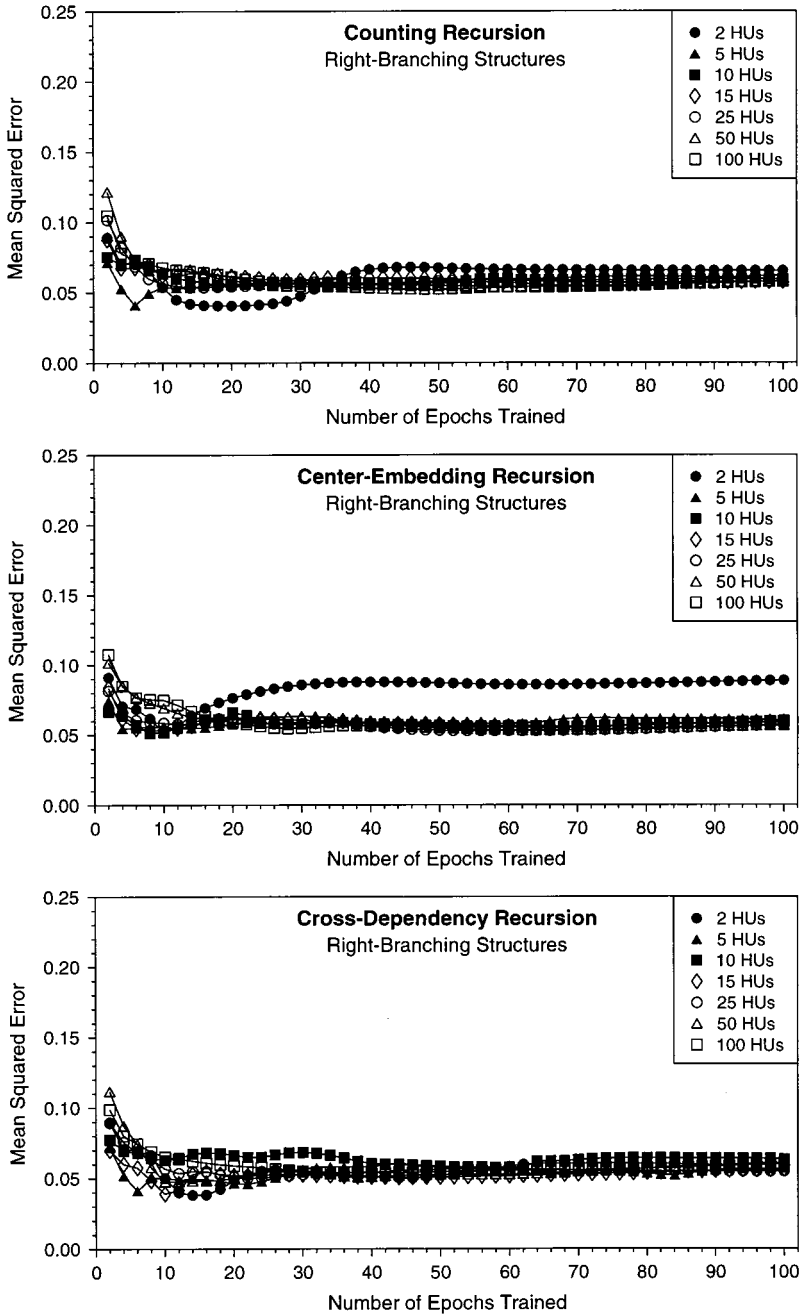 Counting Recursion
Right-Branching Structures
2 HUs
5 HUs
10 HUs
15 HUs
25 HUs
50 HUs
100 HUs
Mean Squared Error
0.25
0.20
0.15
0.10
0.05
0.00
0 10 20 30 40 50 60 70 80 90 100
Number of Epochs Trained
Center-Embedding Recursion
Right-Branching Structures
2 HUs
5 HUs
10 HUs
15 HUs
25 HUs
50 HUs
100 HUs
Mean Squared Error
0.25
0.20
0.15
0.10
0.05
0.00
0 10 20 30 40 50 60 70 80 90 100
Number of Epochs Trained
Cross-Dependency Recursion
Right-Branching Structures
2 HUs
5 HUs
10 HUs
15 HUs
25 HUs
50 HUs
100 HUs
Mean Squared Error
0.25
0.20
0.15
0.10
0.05
0.00
0 10 20 30 40 50 60 70 80 90 100
Number of Epochs Trained